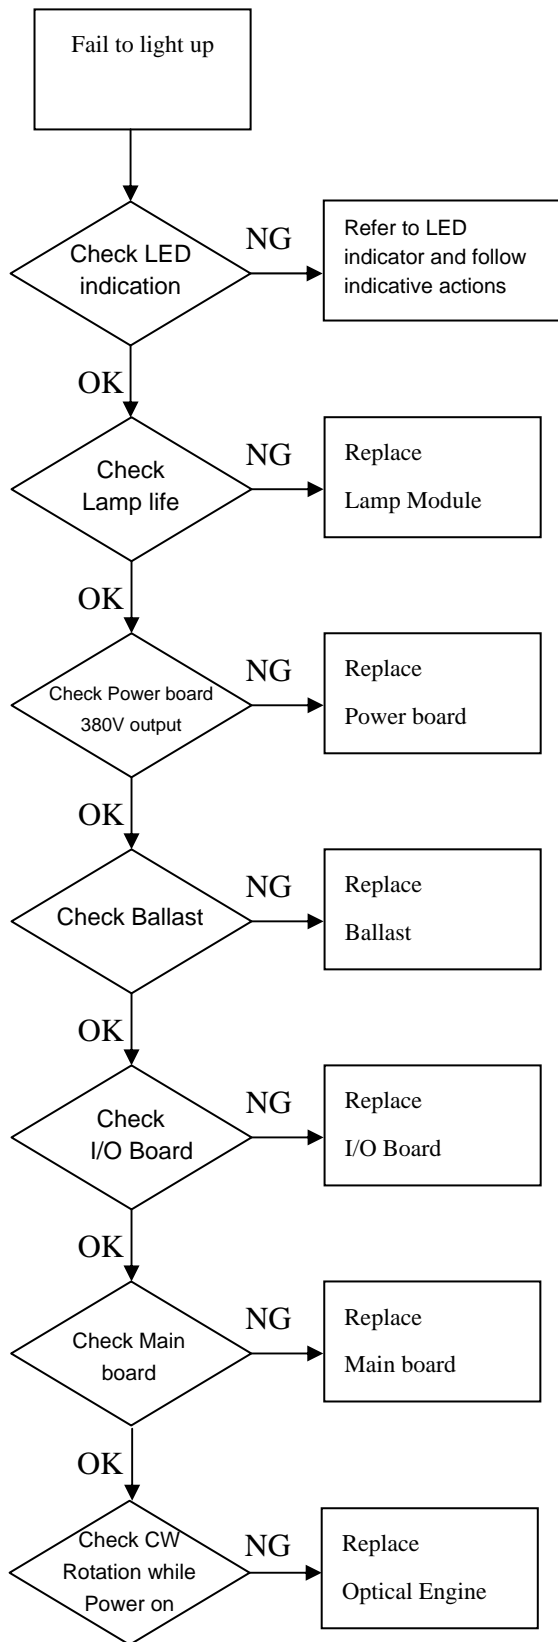 Fail to light up
Check LED
indication
NG
Refer to LED
indicator and follow
indicative actions
OK
Check
Lamp life
NG
Replace
Lamp Module
OK
Check Power board
380V output
NG
Replace
Power board
OK
Check Ballast
NG
Replace
Ballast
OK
Check
I/O Board
NG
Replace
I/O Board
OK
Check Main
board
NG
Replace
Main board
OK
Check CW
Rotation while
Power on
NG
Replace
Optical Engine